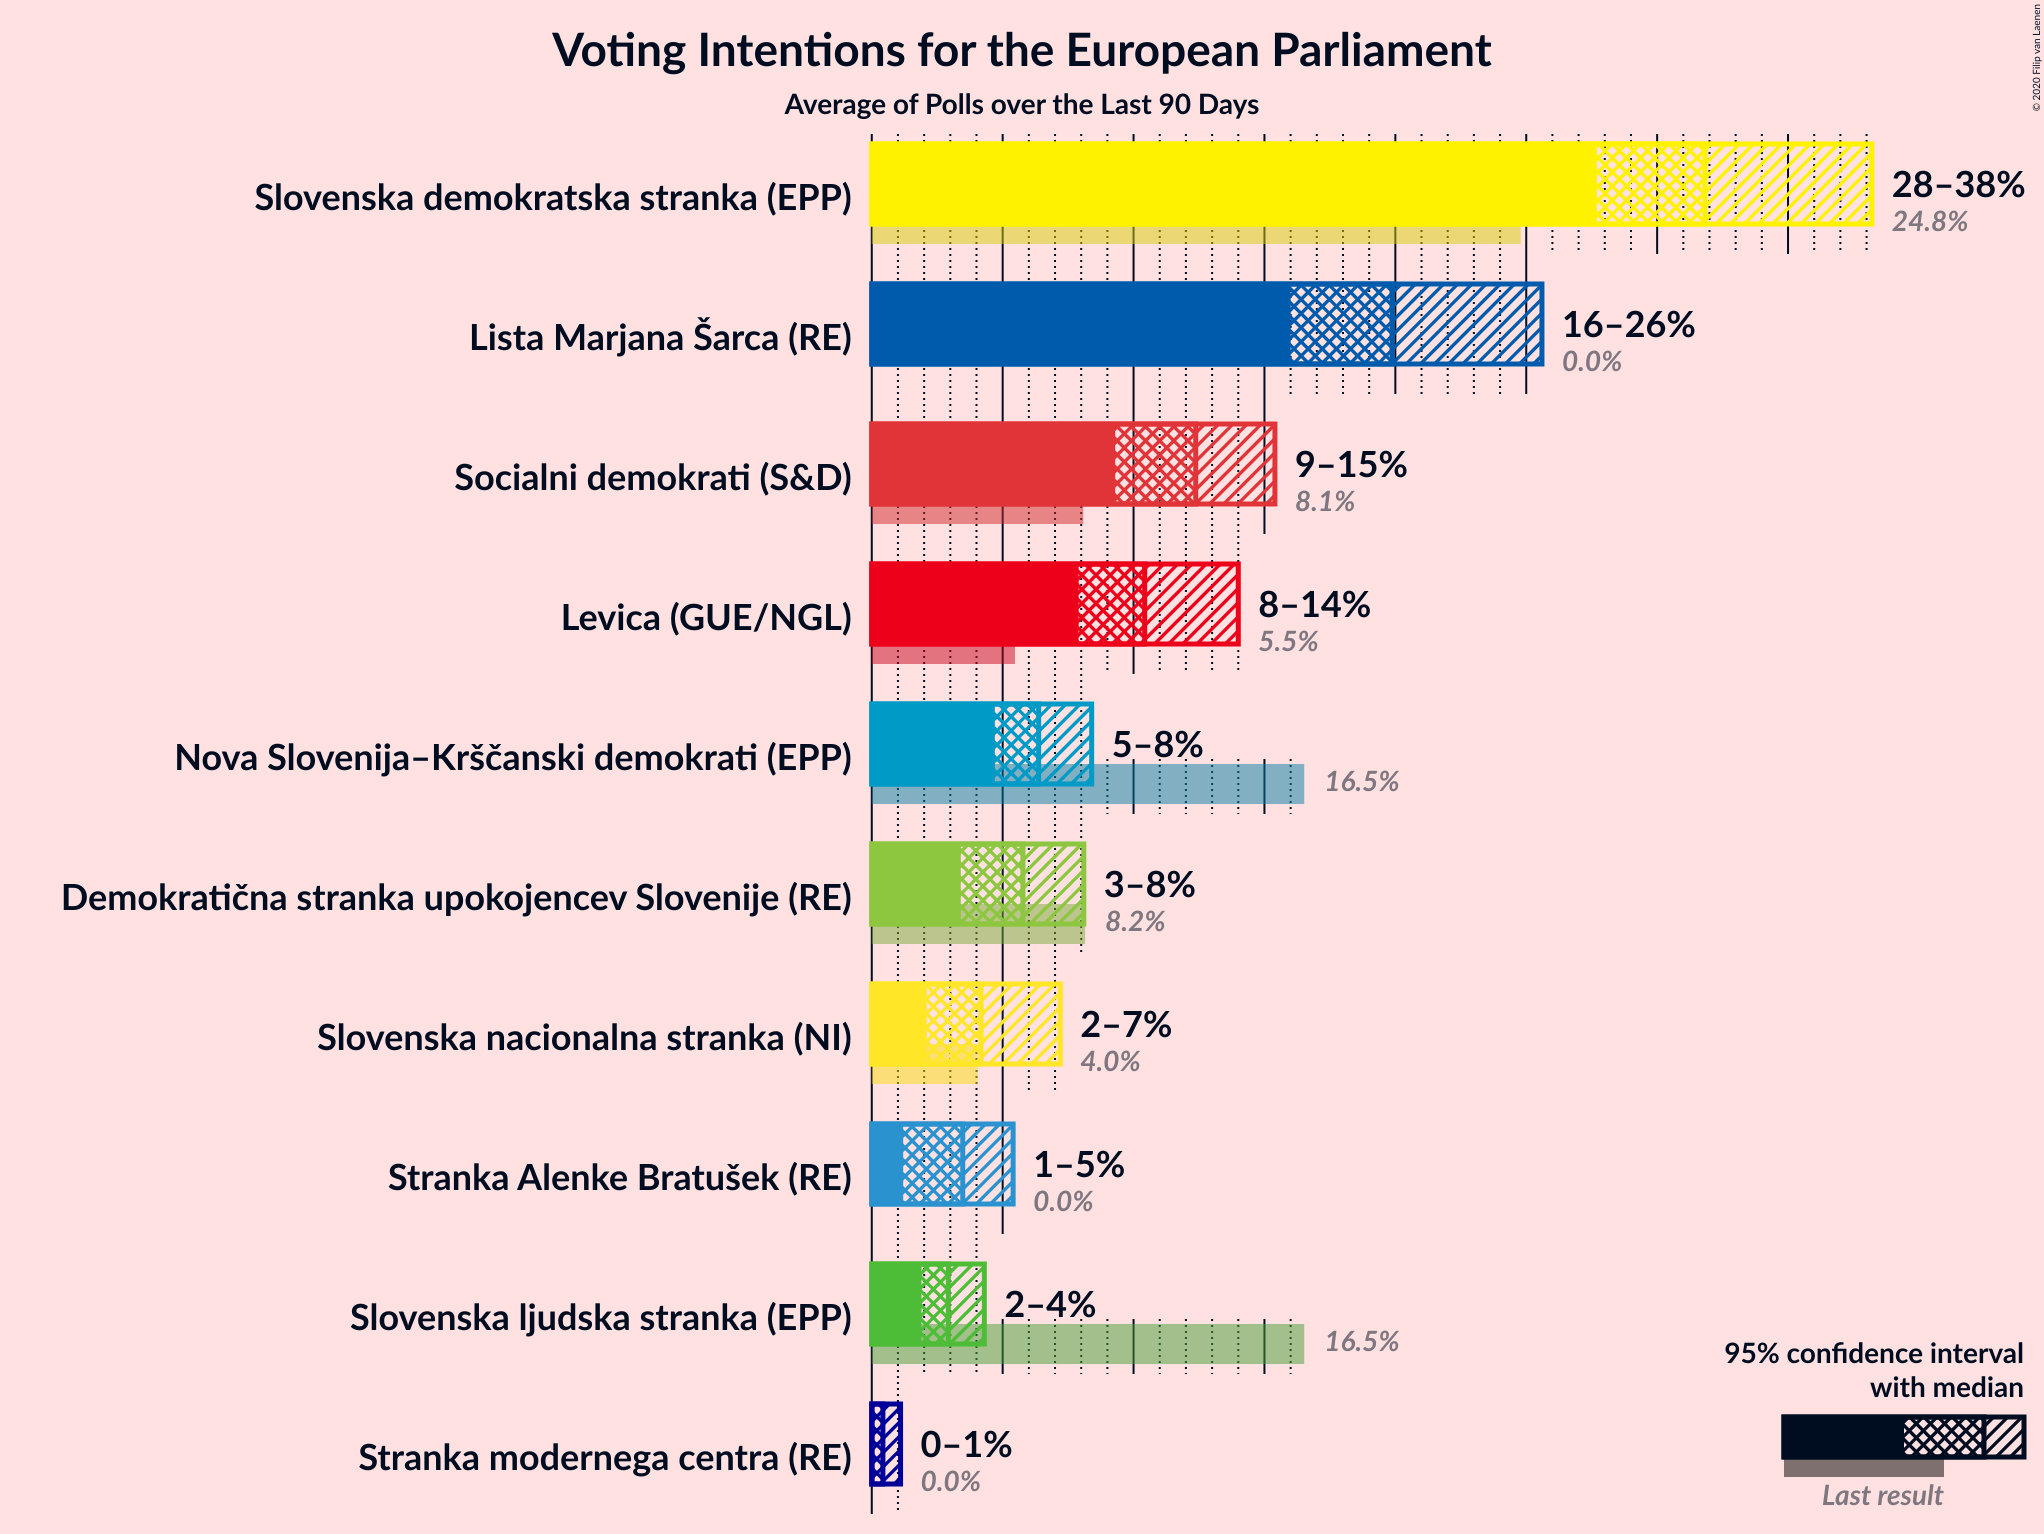 Voting Intentions for the European Parliament
Average of Polls over the Last 90 Days
© 2020 Filip van Laenen
Slovenska demokratska stranka (EPP)
28–38%
24.8%
Lista Marjana Šarca (RE)
16–26%
0.0%
Socialni demokrati (S&D)
9–15%
8.1%
Levica (GUE/NGL)
8–14%
5.5%
Nova Slovenija–Krščanski demokrati (EPP)
5–8%
16.5%
Demokratična stranka upokojencev Slovenije (RE)
3–8%
8.2%
Slovenska nacionalna stranka (NI)
2–7%
4.0%
Stranka Alenke Bratušek (RE)
1–5%
0.0%
Slovenska ljudska stranka (EPP)
2–4%
16.5%
Stranka modernega centra (RE)
0–1%
0.0%
95% confidence interval
with median
Last result